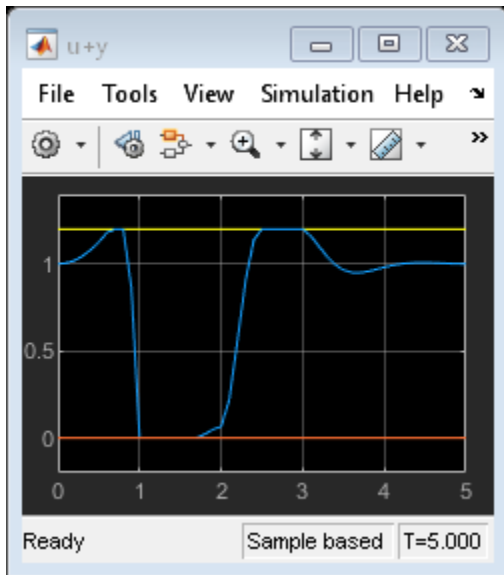 u+y
File Tools View Simulation Help
1
0.5
0
0 1 2 3 4 5
Ready Sample based T=5.000